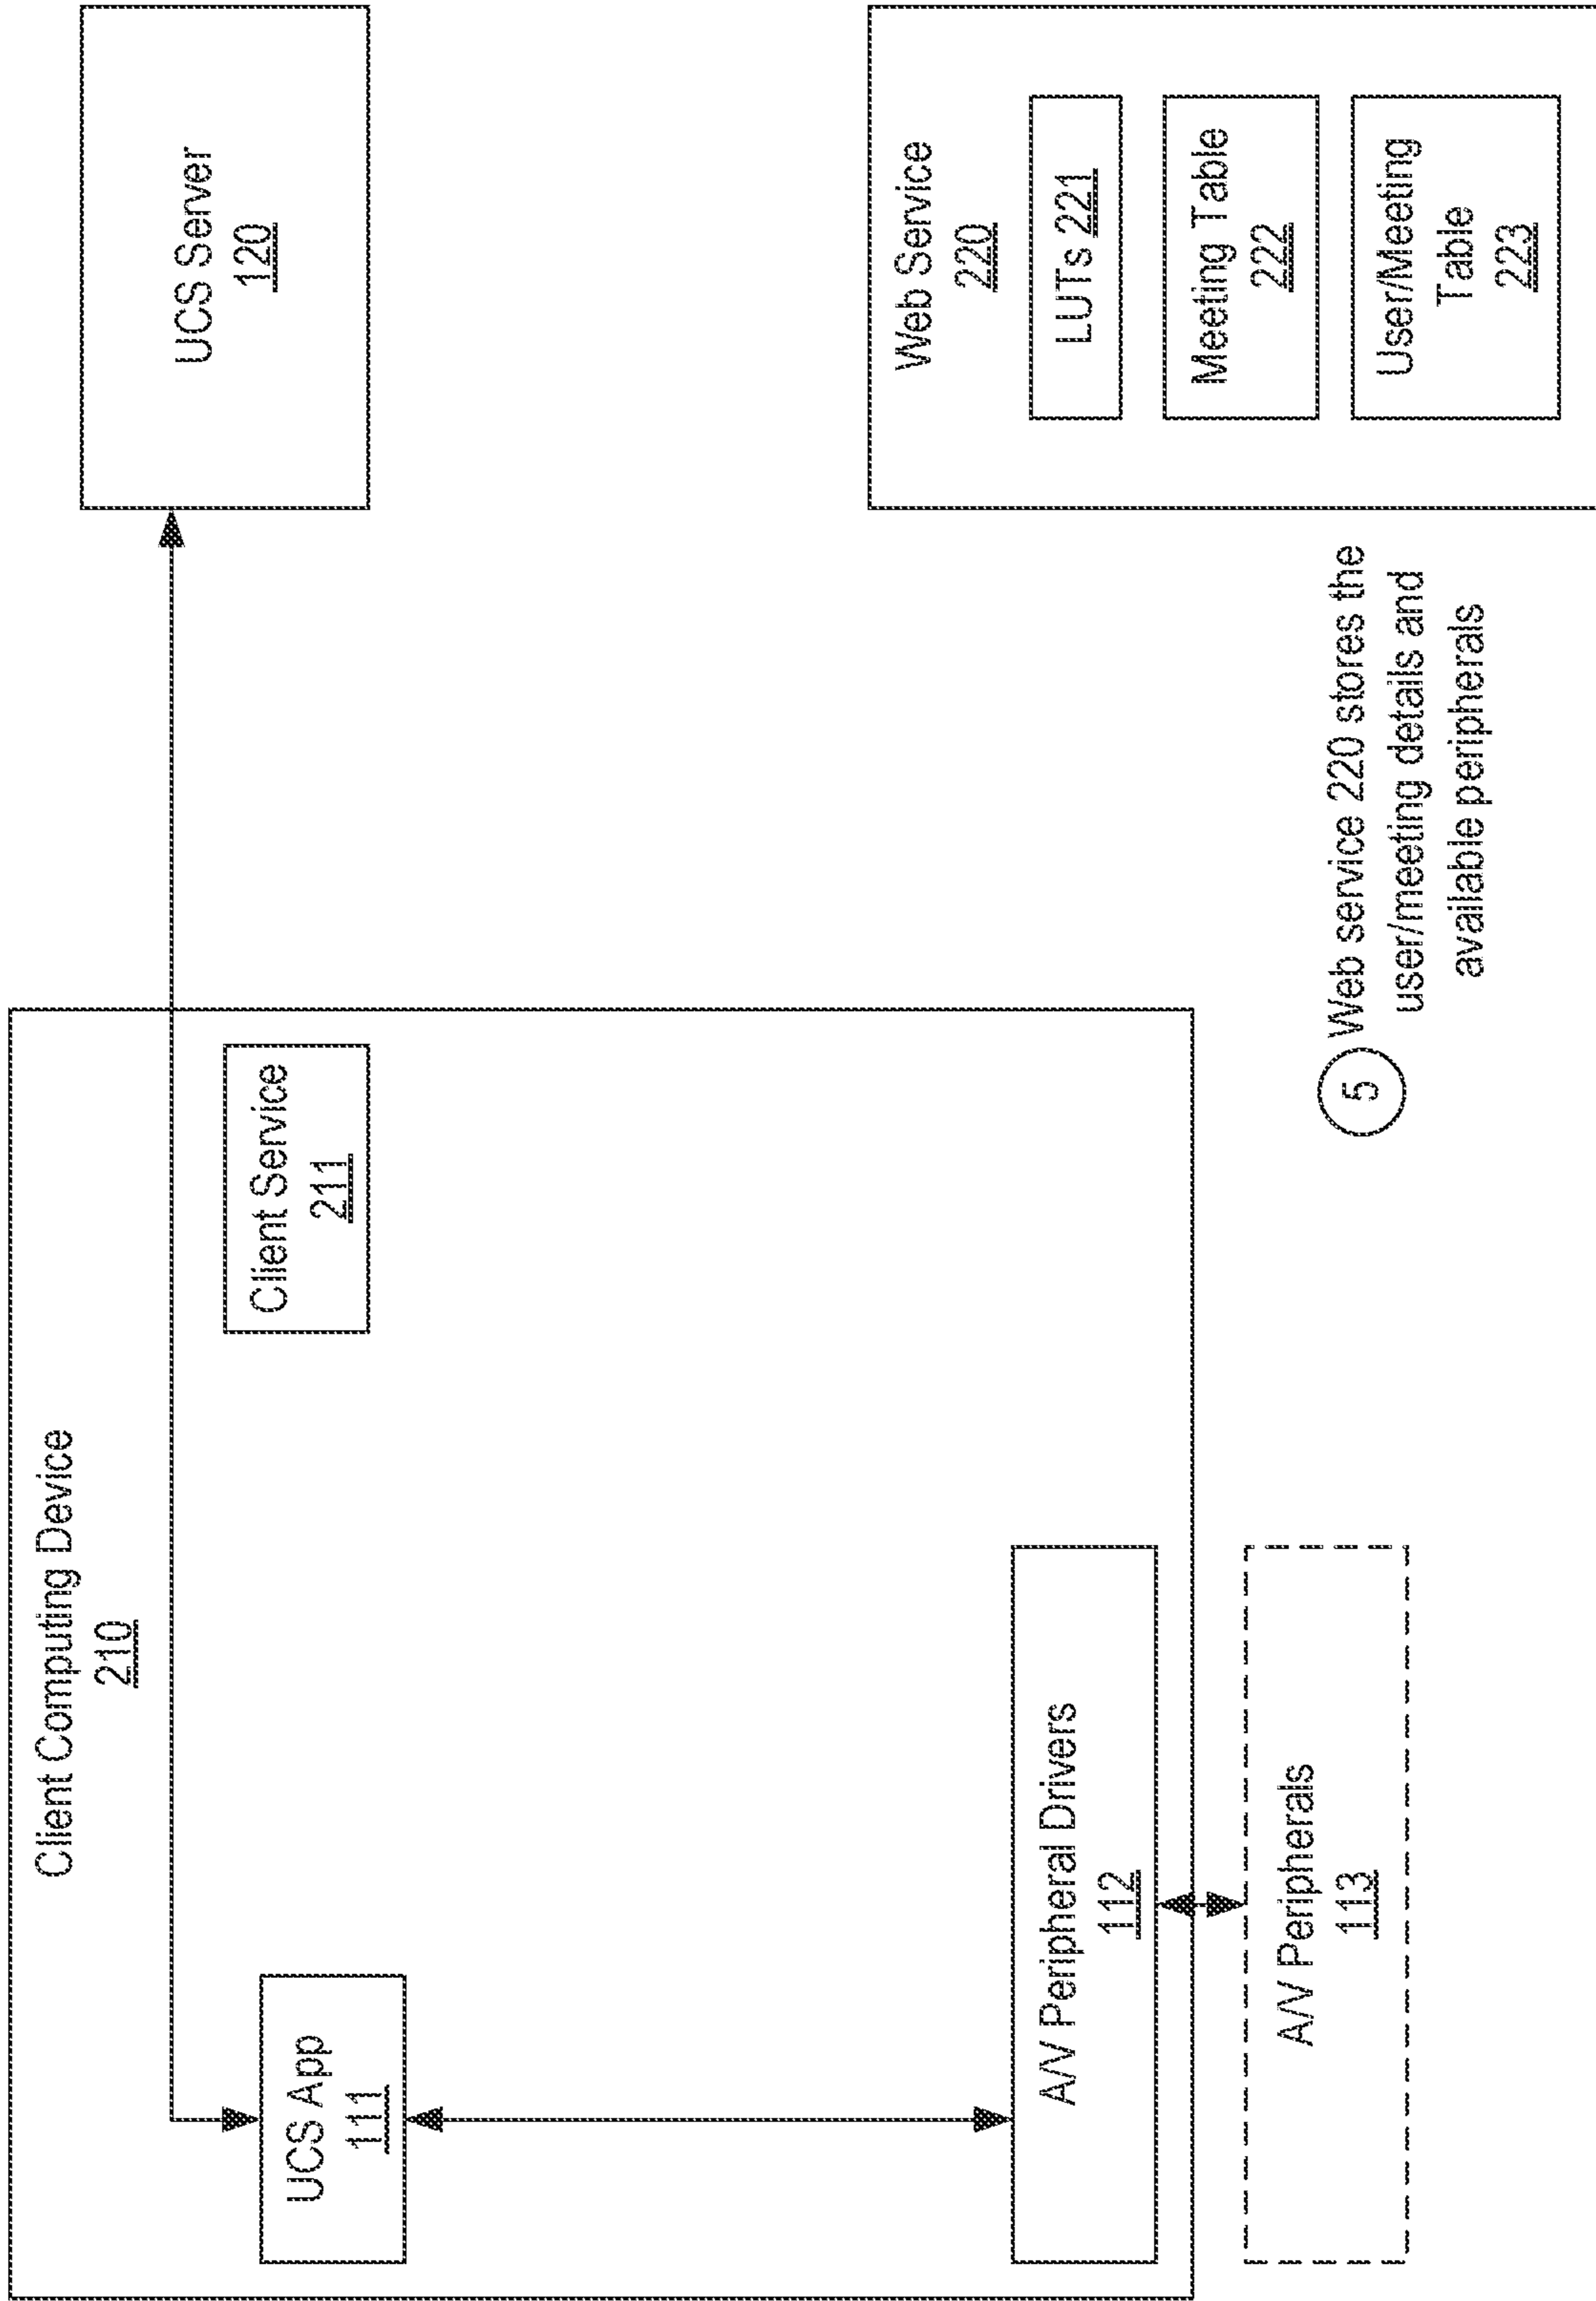 Client Computing Device
210
UCS App
111
Client Service
211
A/V Peripheral Drivers
112
A/V Peripherals
113
UCS Server
120
Web Service
220
LUTs 221
Meeting Table
222
User/Meeting
Table
223
5
Web service 220 stores the
user/meeting details and
available peripherals